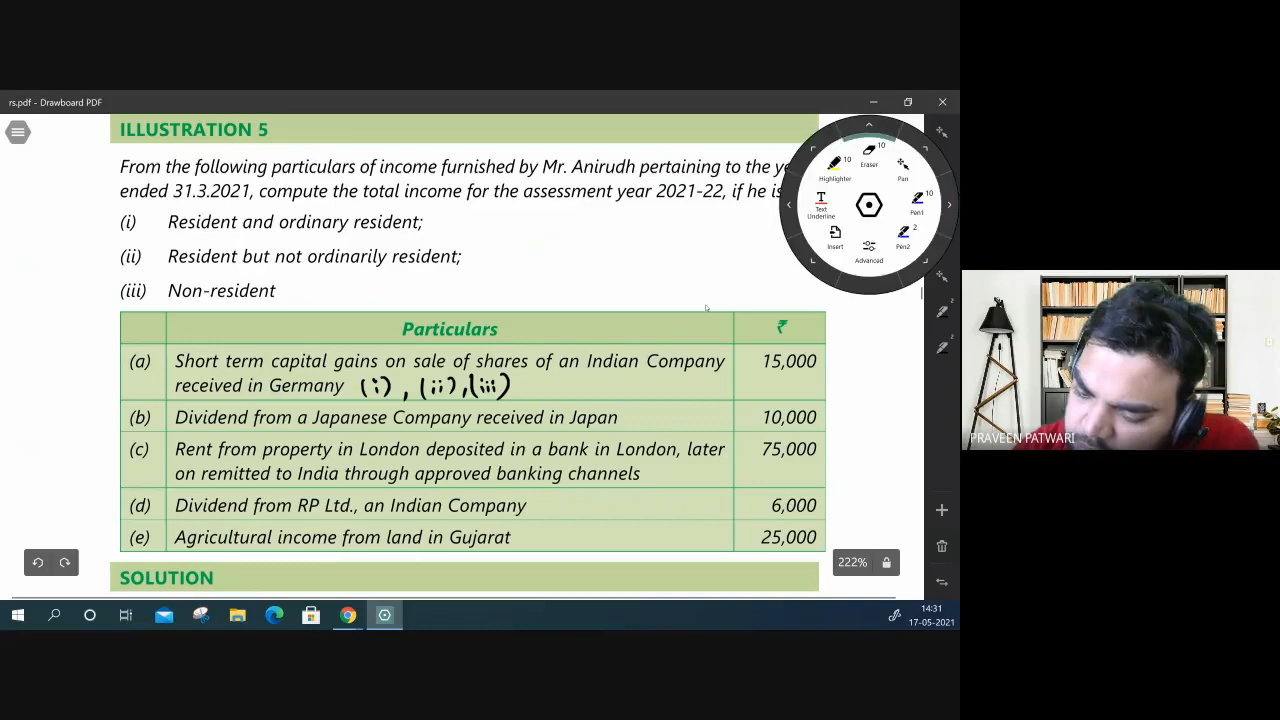 rs.pdf - Drawboard PDF
ILLUSTRATION 5
From the following particulars of income furnished by Mr. Anirudh pertaining to the ye
ended 31.3.2021, compute the total income for the assessment year 2021-22, if he is
(i) Resident and ordinary resident;
(ii) Resident but not ordinarily resident;
(iii) Non-resident
Particulars ₹
(a) Short term capital gains on sale of shares of an Indian Company 15,000
received in Germany (i), (ii), (iii)
(b) Dividend from a Japanese Company received in Japan 10,000
(c) Rent from property in London deposited in a bank in London, later 75,000
on remitted to India through approved banking channels
(d) Dividend from RP Ltd., an Indian Company 6,000
(e) Agricultural income from land in Gujarat 25,000
SOLUTION
10
Eraser
10
Highlighter
Pan
T
Text
Underline
10
Pen1
Insert
2
Pen2
Advanced
2
2
222%
14:31
17-05-2021
PRAVEEN PATWARI